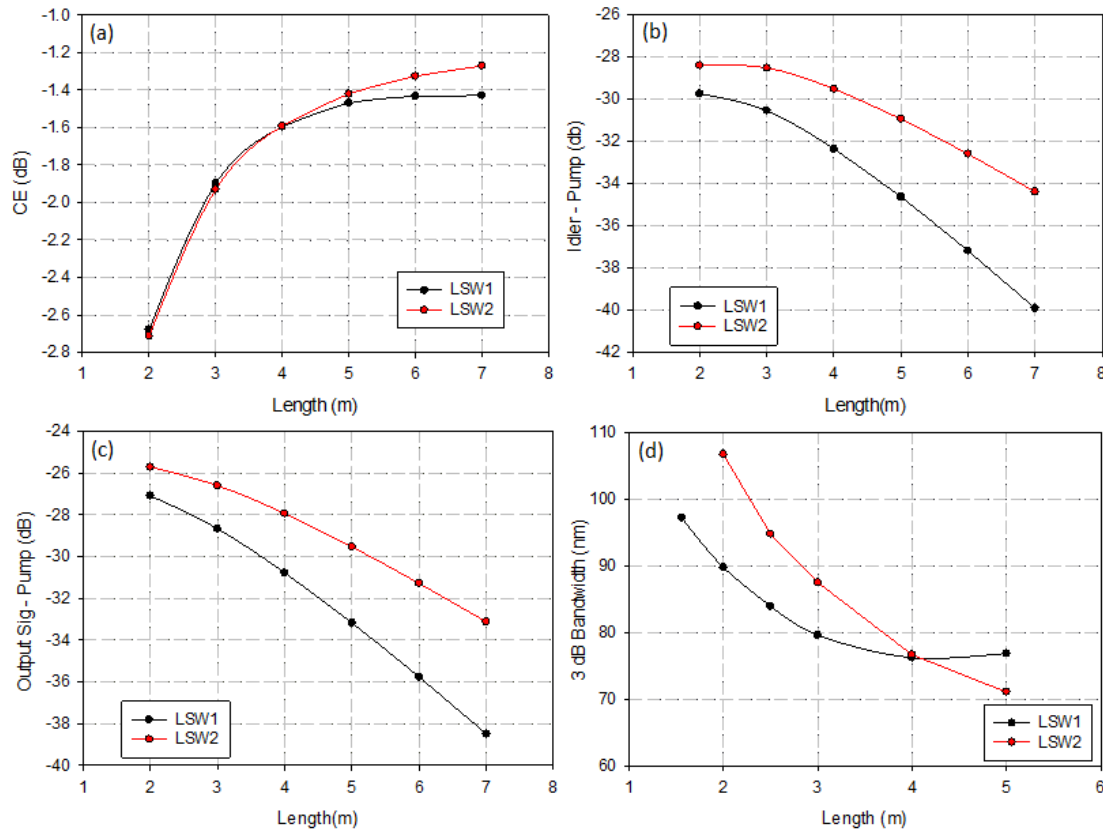 (a)
CE (dB)
-1.0
-1.2
-1.4
-1.6
-1.8
-2.0
-2.2
-2.4
-2.6
-2.8
LSW1
LSW2
1 2 3 4 5 6 7 8
Length (m)
(b)
Idler - Pump (db)
-26
-28
-30
-32
-34
-36
-38
-40
-42
LSW1
LSW2
1 2 3 4 5 6 7 8
Length(m)
(c)
Output Sig- Pump (dB)
-24
-26
-28
-30
-32
-34
-36
-38
-40
LSW1
LSW2
1 2 3 4 5 6 7 8
Length(m)
(d)
3 dB Bandwidth (nm)
110
100
90
80
70
60
LSW1
LSW2
1 2 3 4 5 6
Length (m)